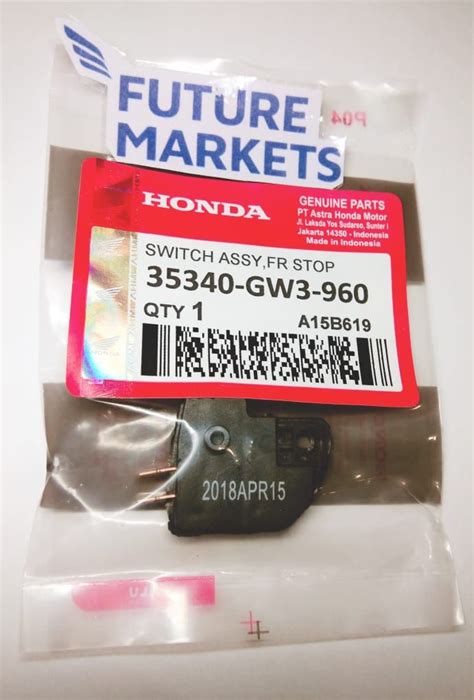 FUTURE
MARKETS
P04
HONDA
GENUINE PARTS
PT Astra Honda Motor
Jl. Laksda Yos Sudarso, Sunter I
Jakarta 14350 - Indonesia
Made in Indonesia
SWITCH ASSY,FR STOP
35340-GW3-960
QTY 1
A15B619
2018APR15